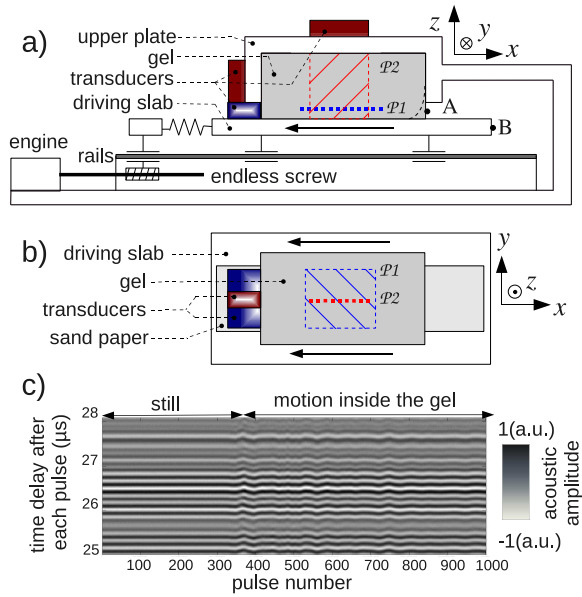 a)
upper plate
gel
transducers
driving slab
engine
rails
endless screw
P2
P1
A
B
z
y
x
b)
driving slab
gel
transducers
sand paper
P1
P2
y
z
x
c)
still
motion inside the gel
time delay after
each pulse (µs)
28
27
26
25
100 200 300 400 500 600 700 800 900 1000
pulse number
1(a.u.)
acoustic
amplitude
-1(a.u.)